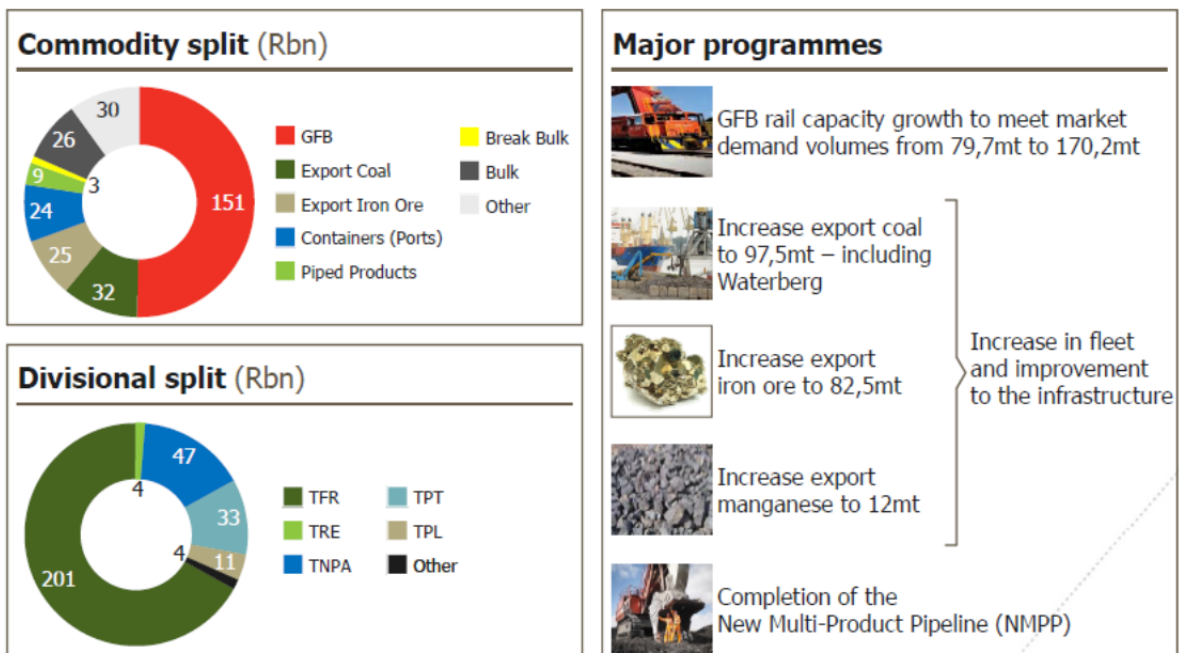 Commodity split (Rbn)
30
26
3
9
24
25
32
151
GFB
Export Coal
Export Iron Ore
Containers (Ports)
Piped Products
Break Bulk
Bulk
Other
Divisional split (Rbn)
4
47
33
11
4
201
TFR
TRE
TNPA
TPT
TPL
Other
Major programmes
GFB rail capacity growth to meet market
demand volumes from 79,7mt to 170,2mt
Increase export coal
to 97,5mt – including
Waterberg
Increase export
iron ore to 82,5mt
Increase export
manganese to 12mt
Increase in fleet
and improvement
to the infrastructure
Completion of the
New Multi-Product Pipeline (NMPP)